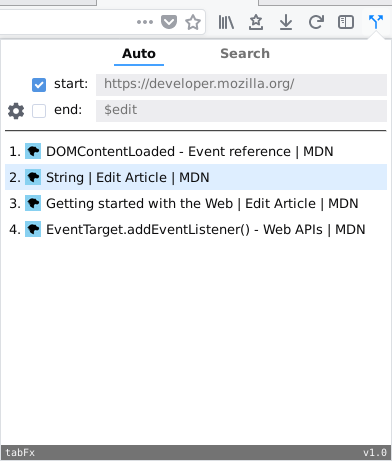 Auto Search
start: https://developer.mozilla.org/
end: $edit
1. DOMContentLoaded - Event reference | MDN
2. String | Edit Article | MDN
3. Getting started with the Web | Edit Article | MDN
4. EventTarget.addEventListener() - Web APIs | MDN
tabFx v1.0